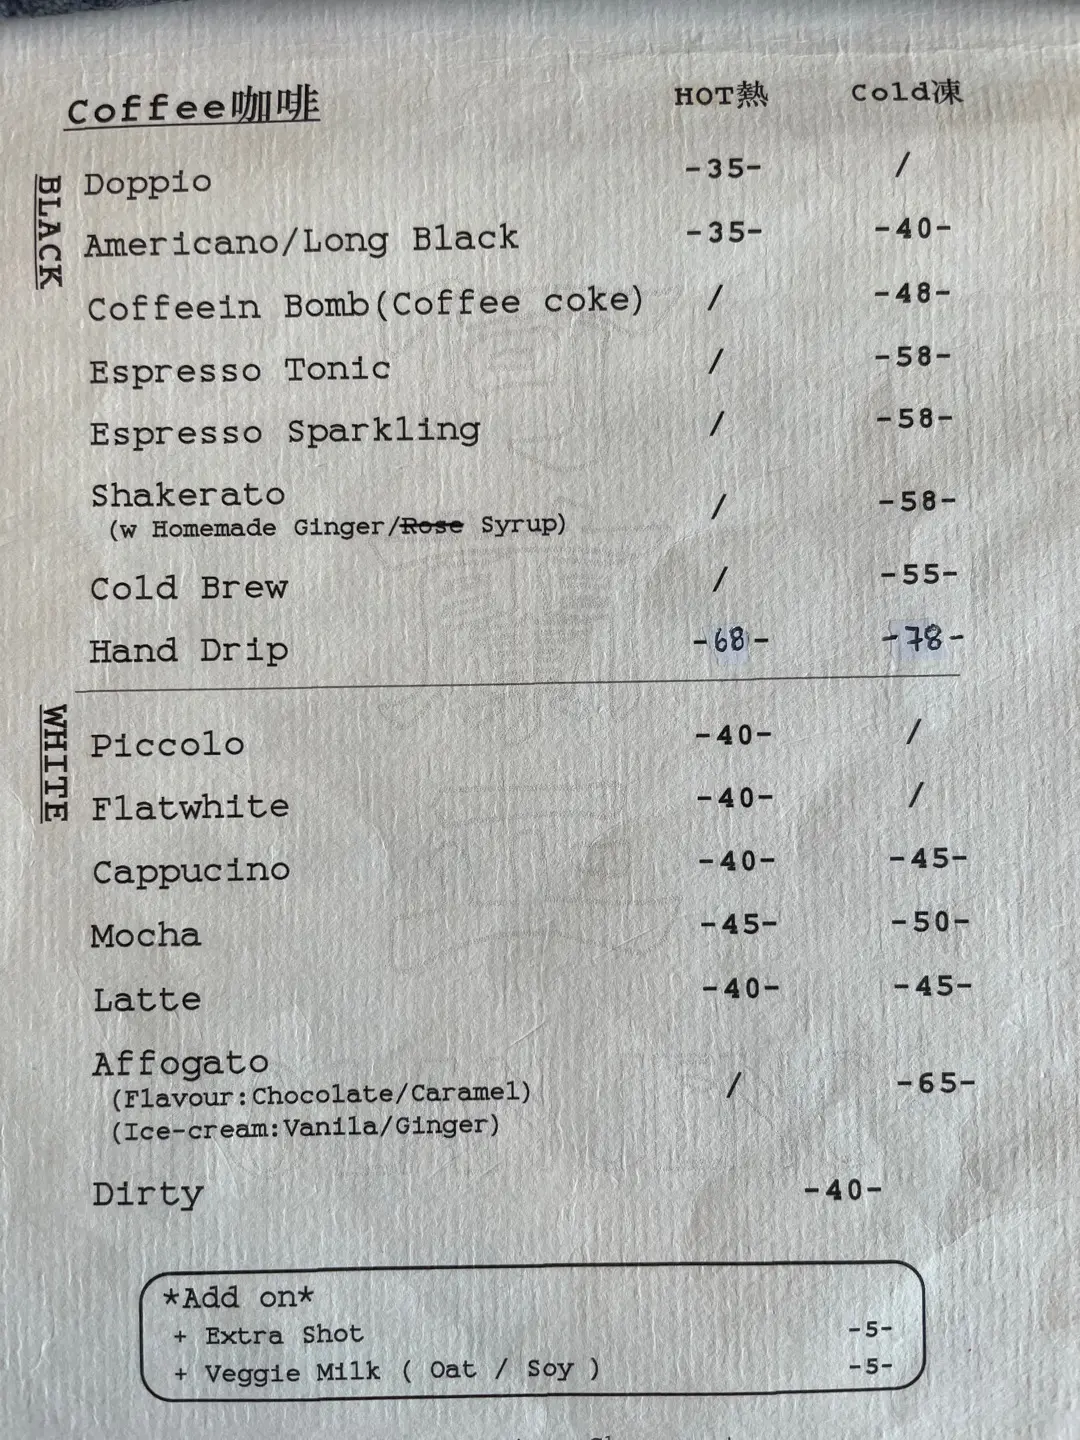 Coffee咖啡 HOT熱 Cold凍
BLACK
Doppio -35- /
Americano/Long Black -35- -40-
Coffeein Bomb(Coffee coke) / -48-
Espresso Tonic / -58-
Espresso Sparkling / -58-
Shakerato / -58-
(w Homemade Ginger/Rose Syrup)
Cold Brew / -55-
Hand Drip -68- -78-
WHITE
Piccolo -40- /
Flatwhite -40- /
Cappucino -40- -45-
Mocha -45- -50-
Latte -40- -45-
Affogato / -65-
(Flavour:Chocolate/Caramel)
(Ice-cream:Vanila/Ginger)
Dirty -40-
*Add on*
+ Extra Shot -5-
+ Veggie Milk ( Oat / Soy ) -5-